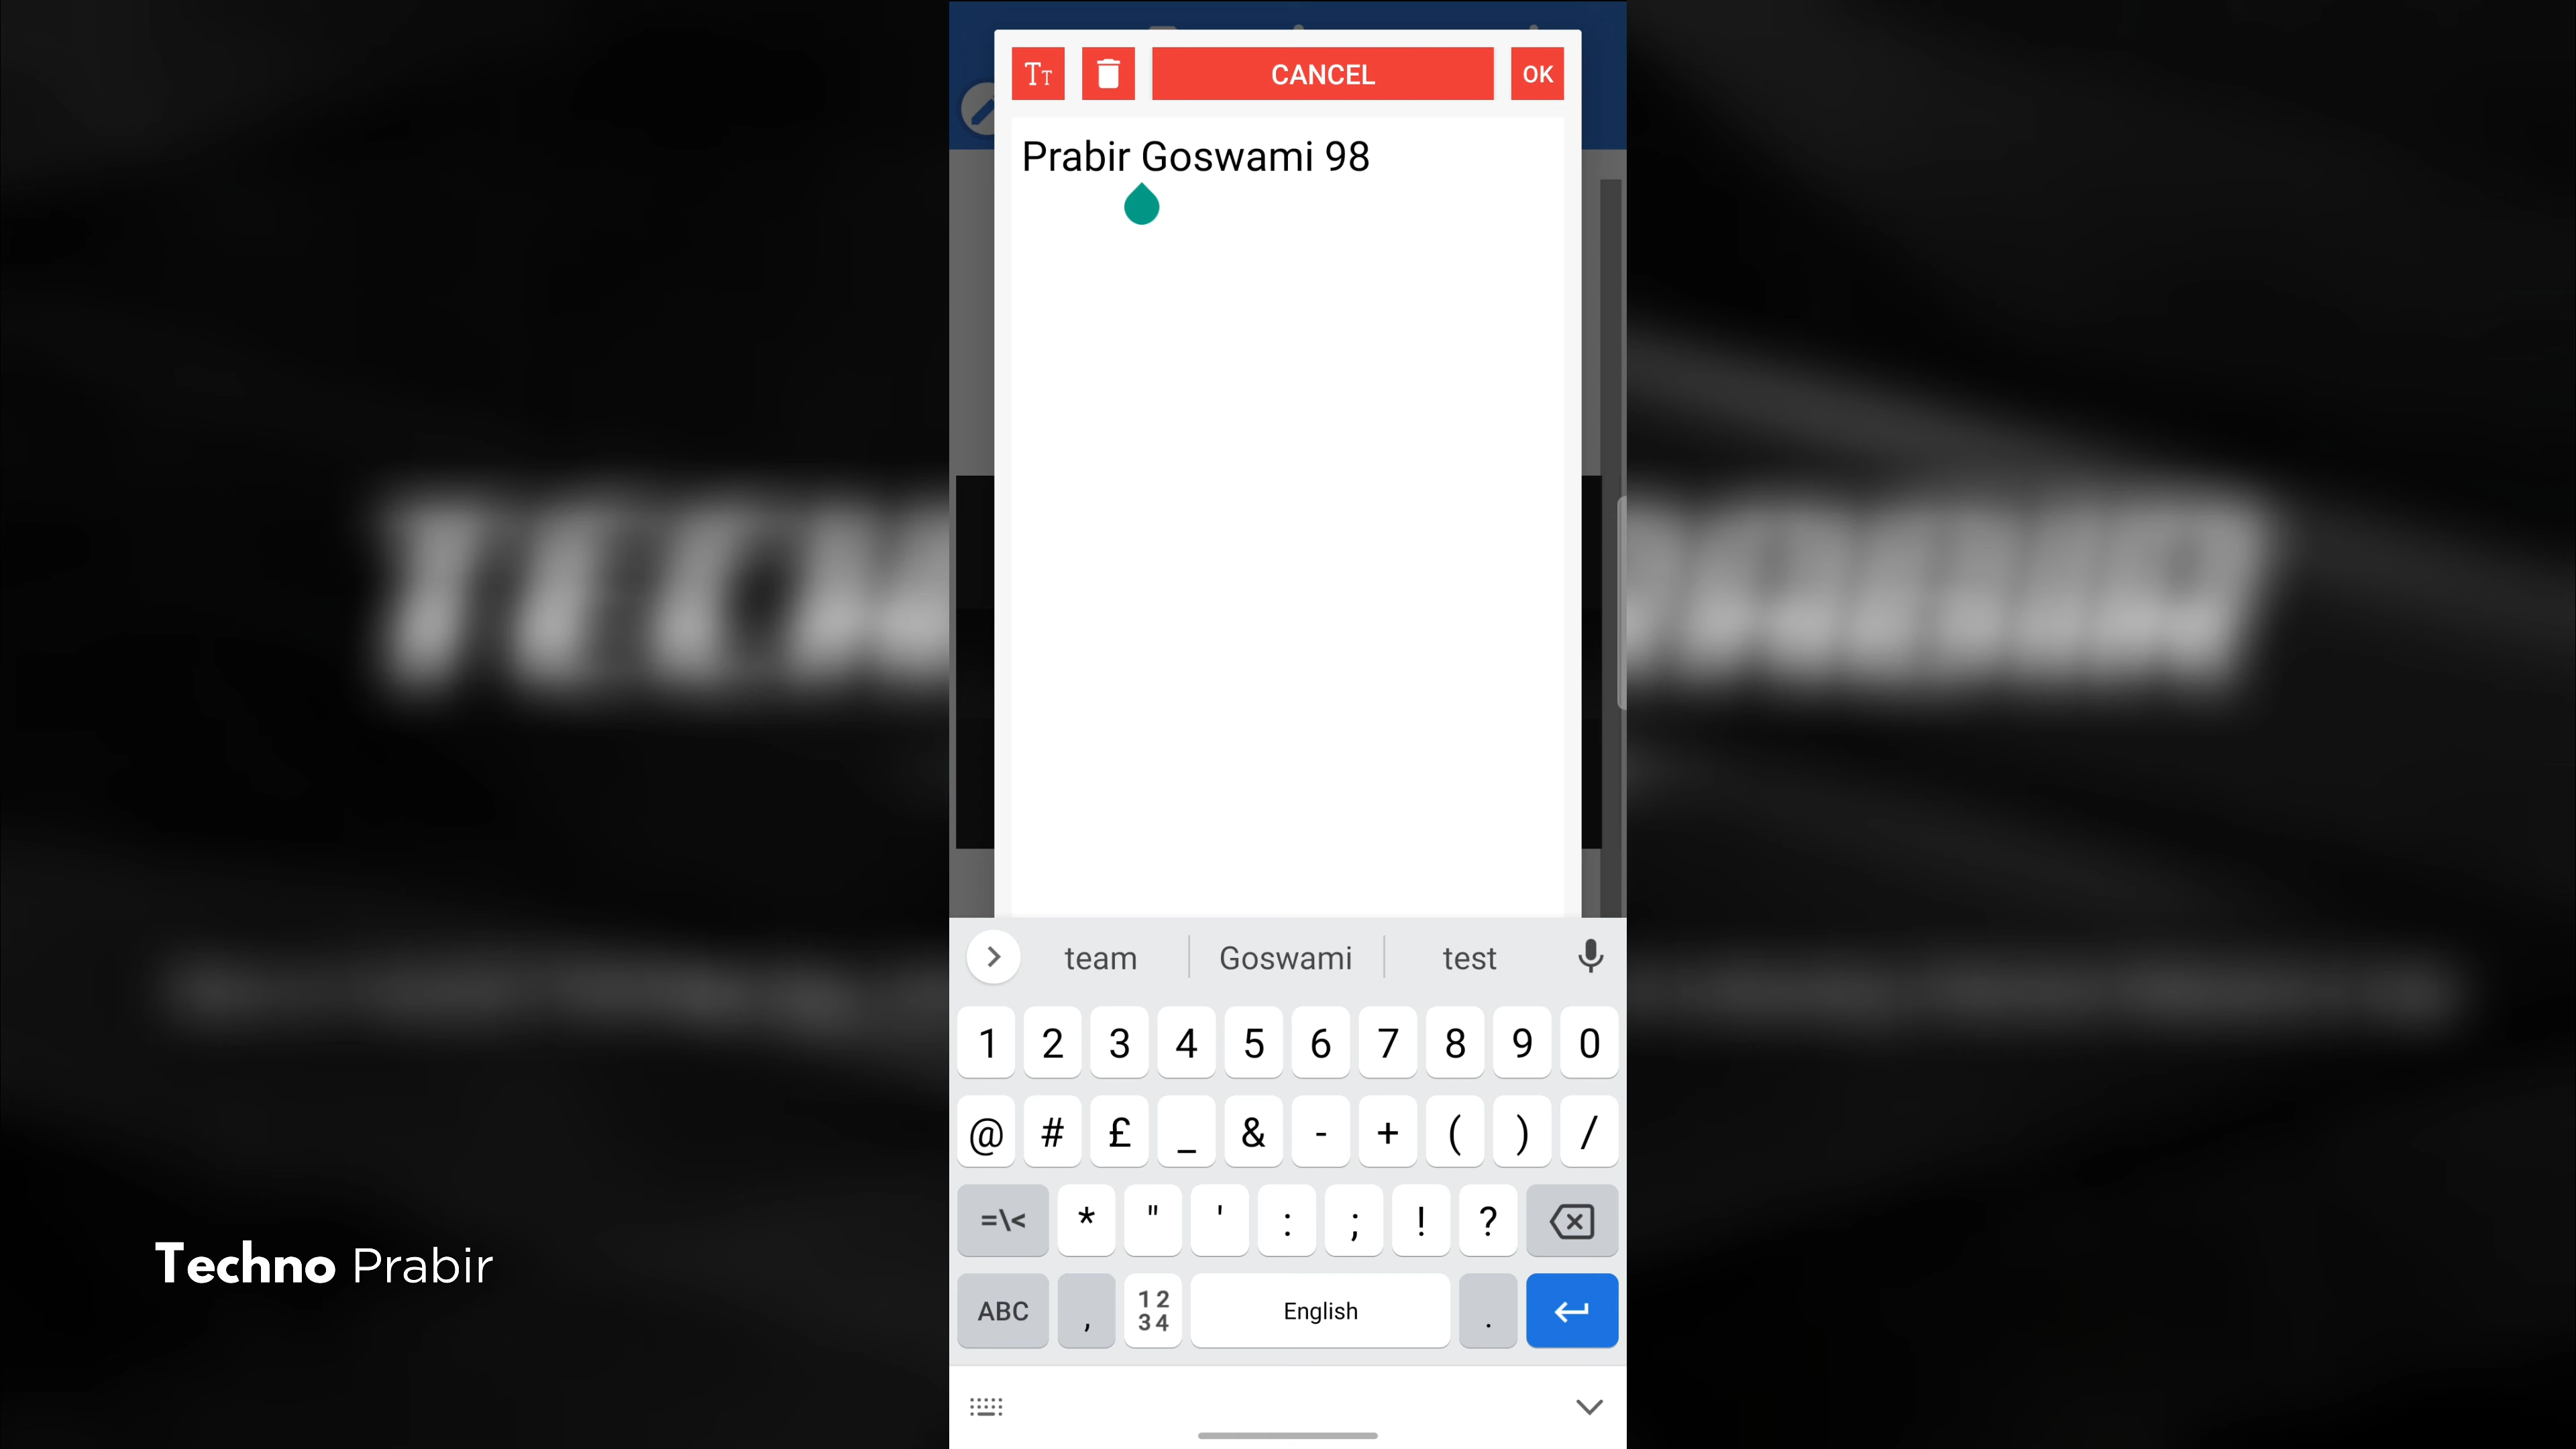 Tт
CANCEL
OK
Prabir Goswami 98
team
Goswami
test
1 2 3 4 5 6 7 8 9 0
@ # £ _ & - + ( ) /
=\< * " ' : ; ! ?
ABC , 12 34 English .
Techno Prabir